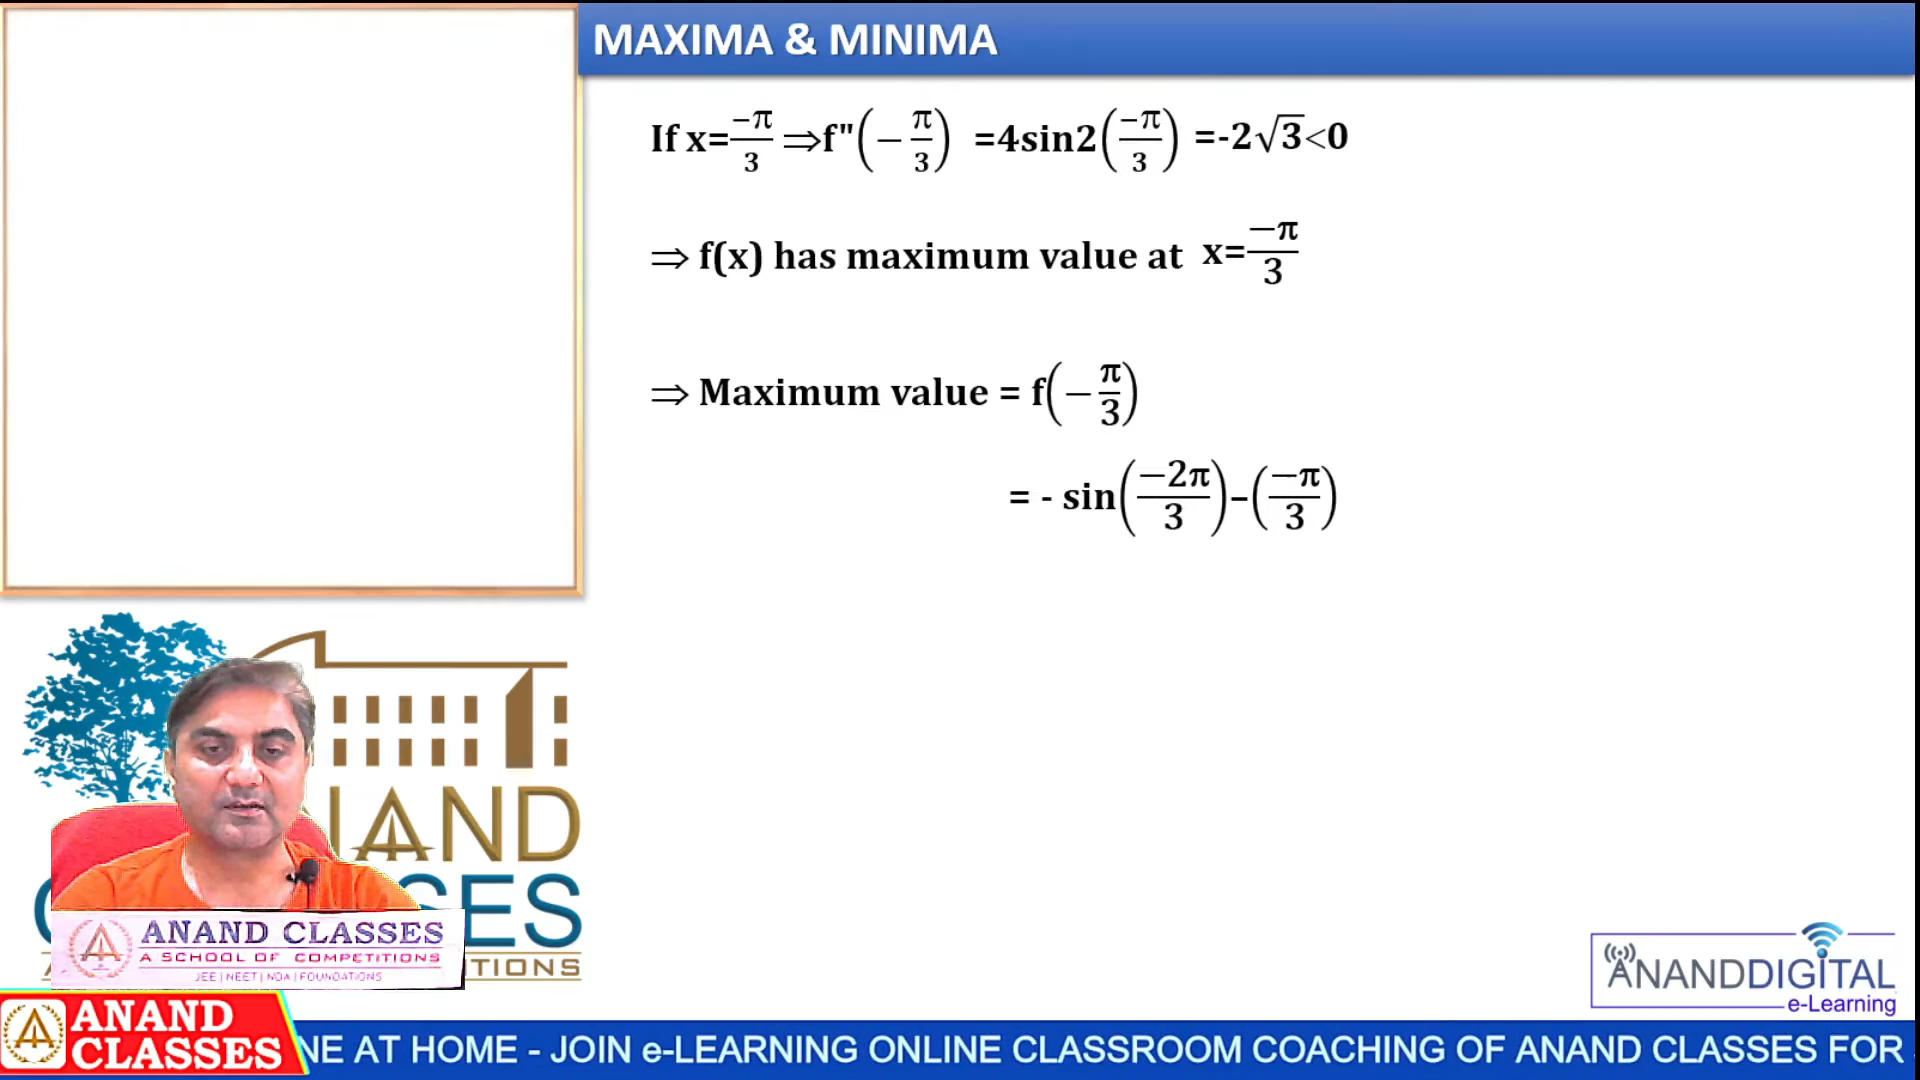 MAXIMA & MINIMA
If x=−π/3 ⇒f"(−π/3) =4sin2(−π/3) =-2√3<0
⇒ f(x) has maximum value at x=−π/3
⇒ Maximum value = f(−π/3)
= - sin(−2π/3)–(−π/3)
ANAND CLASSES
A SCHOOL OF COMPETITIONS
JEE | NEET | NDA | FOUNDATIONS
ANANDDIGITAL
e-Learning
ANAND
CLASSES
NE AT HOME - JOIN e-LEARNING ONLINE CLASSROOM COACHING OF ANAND CLASSES FOR